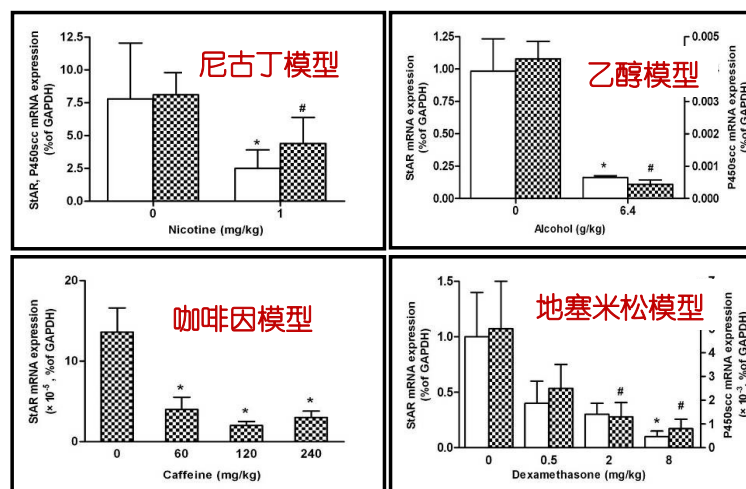 尼古丁模型
StAR, P450scc mRNA expression
(%of GAPDH)
12.5
10.0
7.5
5.0
2.5
0.0
*
#
0
1
Nicotine (mg/kg)
乙醇模型
StAR mRNA expression
(%of GAPDH)
1.25
1.00
0.75
0.50
0.25
0.00
*
#
0
6.4
Alcohol (g/kg)
0.005
0.004
0.003
0.002
0.001
0.000
P450scc mRNA expression
(%of GAPDH)
咖啡因模型
StAR mRNA expression
(× 10⁻⁵, %of GAPDH)
20
10
0
*
*
*
0
60
120
240
Caffeine (mg/kg)
地塞米松模型
StAR mRNA expression
(%of GAPDH)
1.5
1.0
0.5
0.0
#
*
#
0
0.5
2
8
Dexamethasone (mg/kg)
5
4
3
2
1
0
P450scc mRNA expression
(× 10⁻³, %of GAPDH)